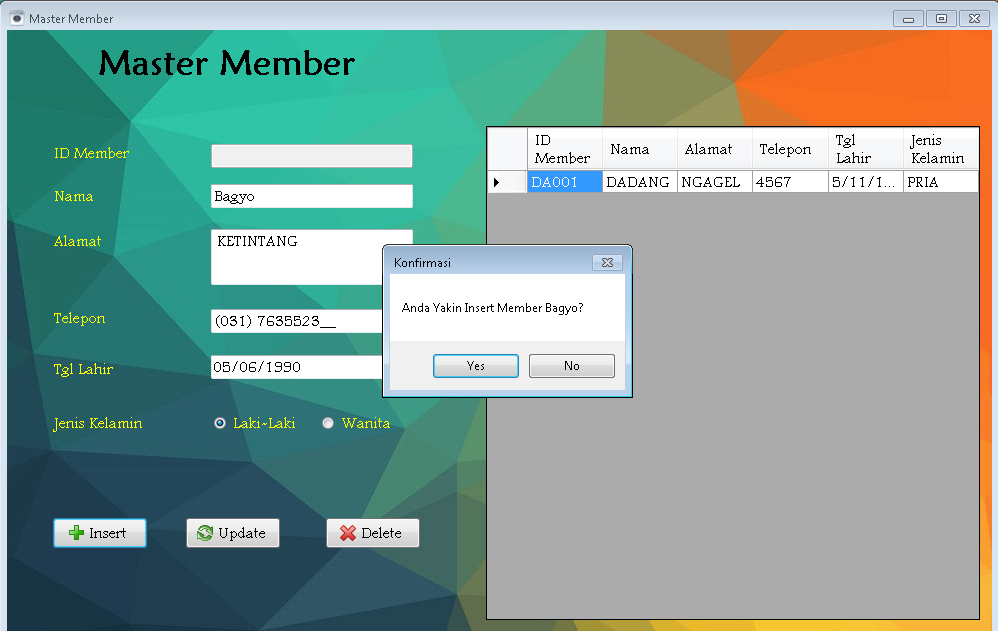 Master Member
Master Member
ID Member
Nama
Bagyo
Alamat
KETINTANG
Telepon
(031) 7635523__
Tgl Lahir
05/06/1990
Jenis Kelamin
Laki-Laki
Wanita
Insert
Update
Delete
ID Member
Nama
Alamat
Telepon
Tgl Lahir
Jenis Kelamin
DA001
DADANG
NGAGEL
4567
5/11/1...
PRIA
Konfirmasi
Anda Yakin Insert Member Bagyo?
Yes
No